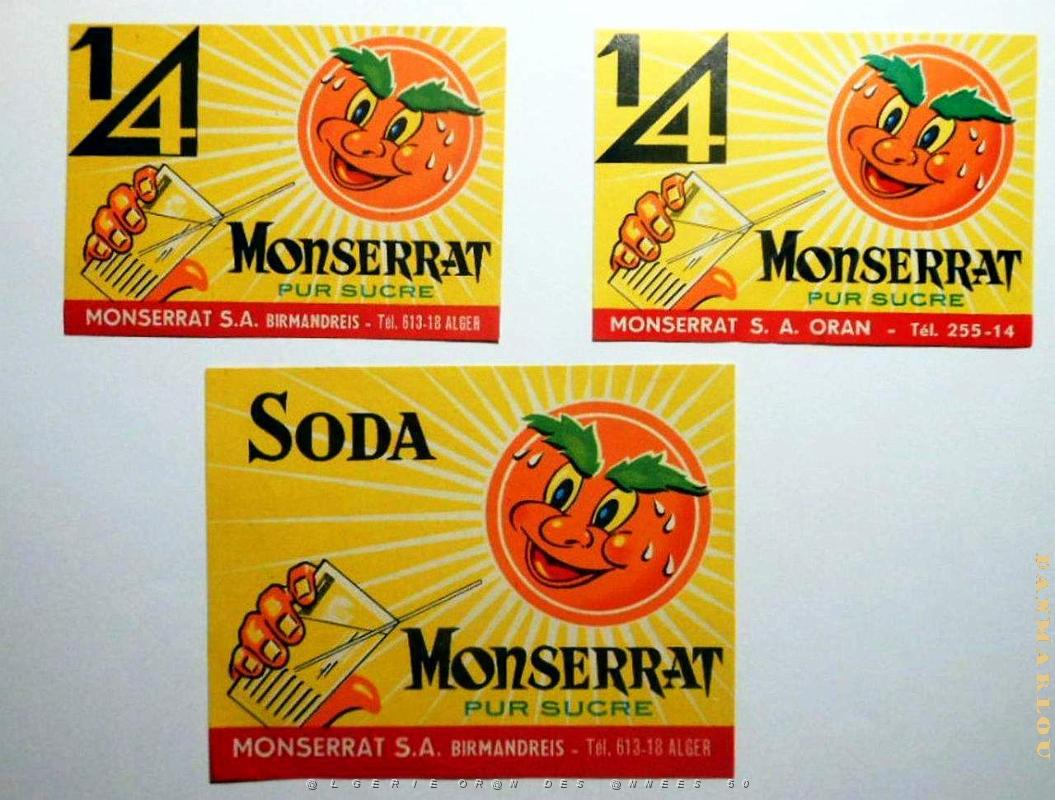 1/4
MONSERRAT
PUR SUCRE
MONSERRAT S.A. BIRMANDREIS - Tél. 613-18 ALGER
1/4
MONSERRAT
PUR SUCRE
MONSERRAT S. A. ORAN - Tél. 255-14
SODA
MONSERRAT
PUR SUCRE
MONSERRAT S.A. BIRMANDREIS - Tél. 613-18 ALGER
FANMARLOU
@LGERIE OR@N DES @NNEES 50